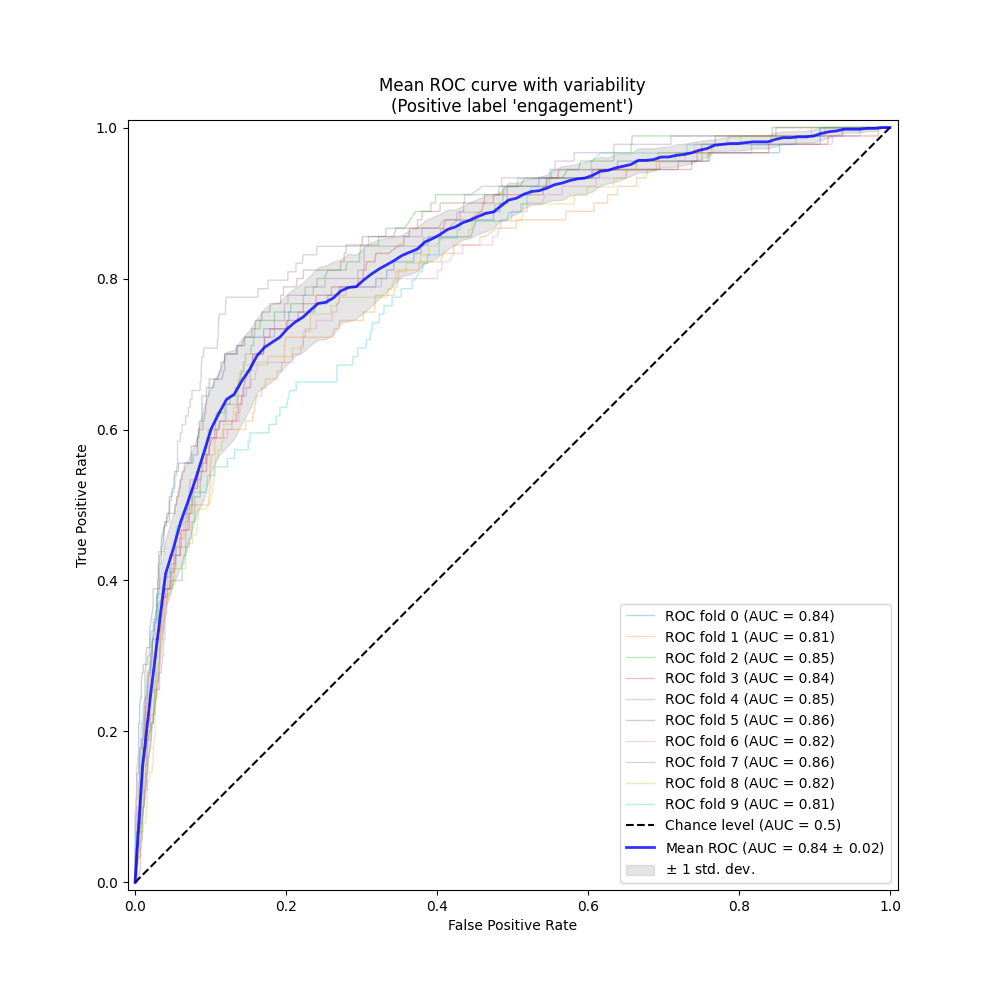 Mean ROC curve with variability
(Positive label 'engagement')
True Positive Rate
1.0
0.8
0.6
0.4
0.2
0.0
0.0 0.2 0.4 0.6 0.8 1.0
False Positive Rate
ROC fold 0 (AUC = 0.84)
ROC fold 1 (AUC = 0.81)
ROC fold 2 (AUC = 0.85)
ROC fold 3 (AUC = 0.84)
ROC fold 4 (AUC = 0.85)
ROC fold 5 (AUC = 0.86)
ROC fold 6 (AUC = 0.82)
ROC fold 7 (AUC = 0.86)
ROC fold 8 (AUC = 0.82)
ROC fold 9 (AUC = 0.81)
Chance level (AUC = 0.5)
Mean ROC (AUC = 0.84 ± 0.02)
± 1 std. dev.